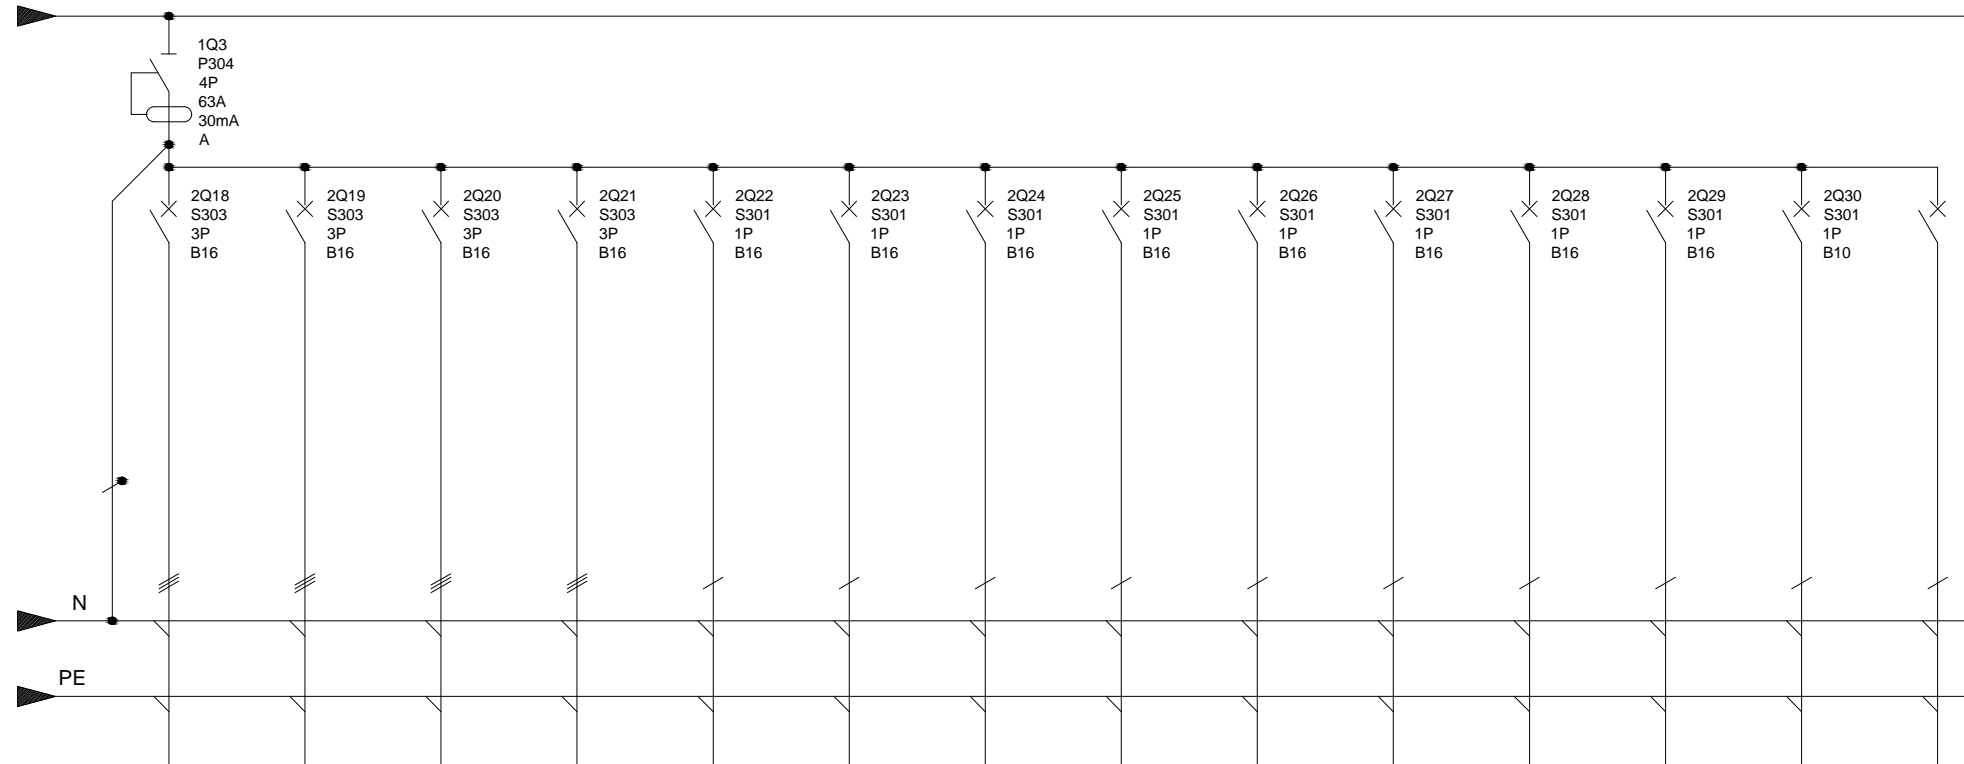 1Q3
P304
4P
63A
30mA
A
2Q18
S303
3P
B16
2Q19
S303
3P
B16
2Q20
S303
3P
B16
2Q21
S303
3P
B16
2Q22
S301
1P
B16
2Q23
S301
1P
B16
2Q24
S301
1P
B16
2Q25
S301
1P
B16
2Q26
S301
1P
B16
2Q27
S301
1P
B16
2Q28
S301
1P
B16
2Q29
S301
1P
B16
2Q30
S301
1P
B10
N
PE